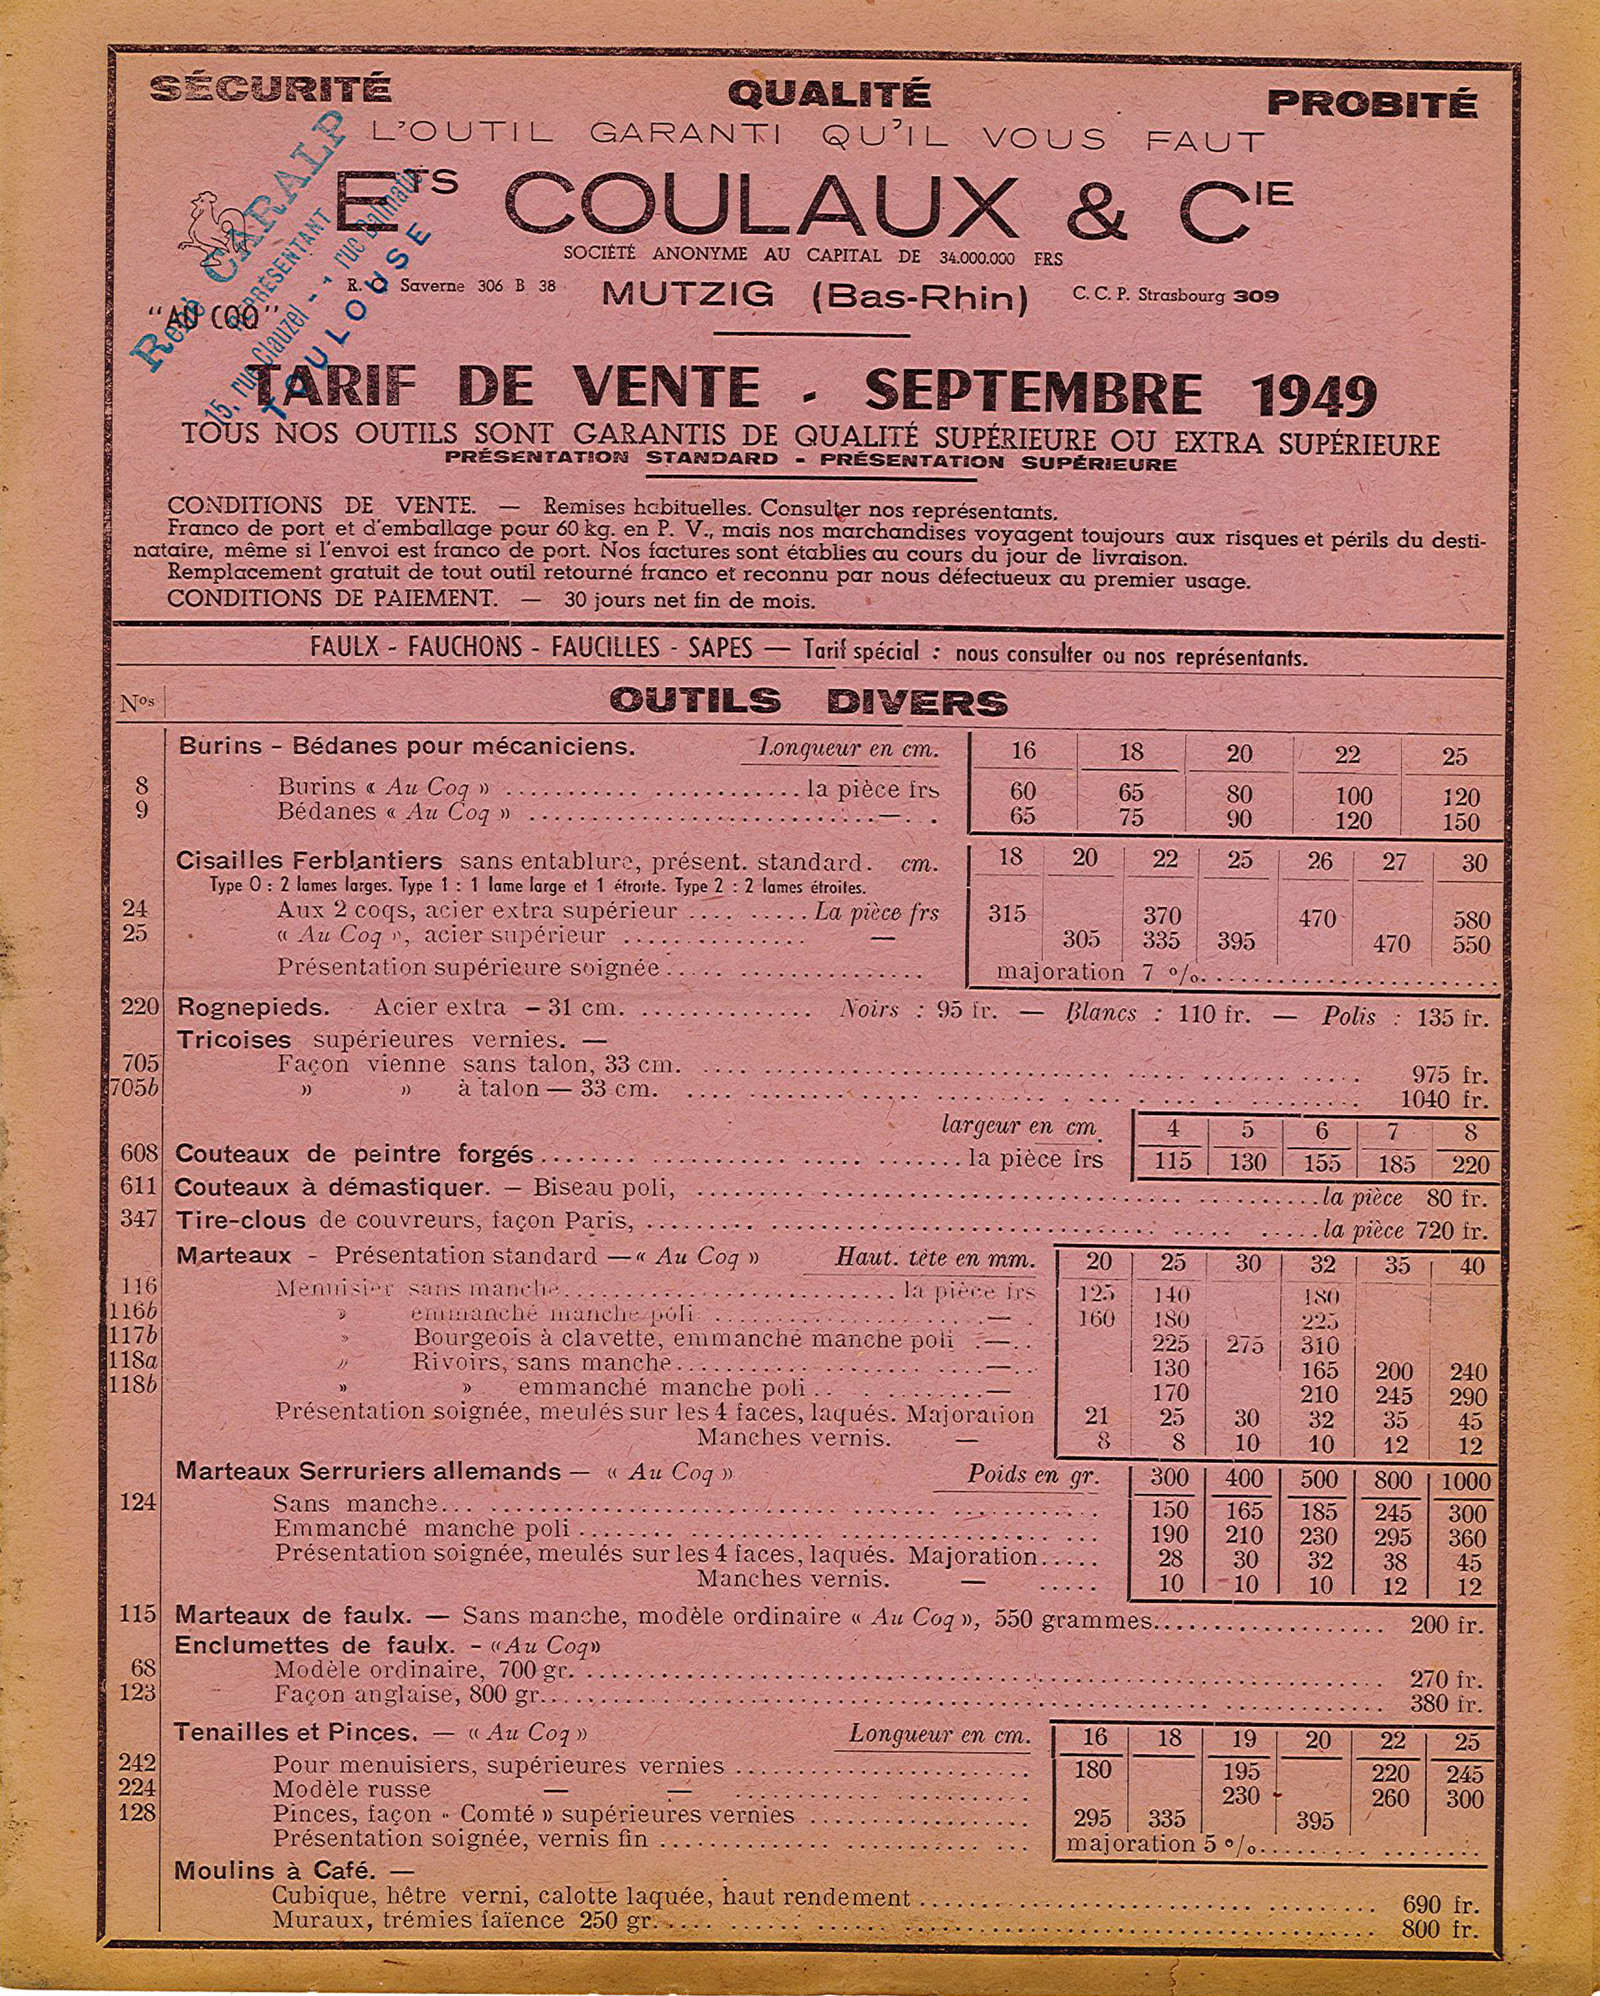 SÉCURITÉ QUALITÉ PROBITÉ
L'OUTIL GARANTI QU'IL VOUS FAUT
ETS COULAUX & CIE
SOCIÉTÉ ANONYME AU CAPITAL DE 34.000.000 FRS
R. C. Saverne 306 B 38 MUTZIG (Bas-Rhin) C. C. P. Strasbourg 309
"AU COQ"
René CARALP
REPRÉSENTANT
15, rue Clauzel - 1 rue Dalmatie
TOULOUSE
TARIF DE VENTE - SEPTEMBRE 1949
TOUS NOS OUTILS SONT GARANTIS DE QUALITÉ SUPÉRIEURE OU EXTRA SUPÉRIEURE
PRÉSENTATION STANDARD - PRÉSENTATION SUPÉRIEURE
CONDITIONS DE VENTE. — Remises habituelles. Consulter nos représentants.
Franco de port et d'emballage pour 60 kg. en P. V., mais nos marchandises voyagent toujours aux risques et périls du desti-
nataire, même si l'envoi est franco de port. Nos factures sont établies au cours du jour de livraison.
Remplacement gratuit de tout outil retourné franco et reconnu par nous défectueux au premier usage.
CONDITIONS DE PAIEMENT. — 30 jours net fin de mois.
FAULX - FAUCHONS - FAUCILLES - SAPES — Tarif spécial : nous consulter ou nos représentants.
Nos OUTILS DIVERS
Burins - Bédanes pour mécaniciens. Longueur en cm. 16 18 20 22 25
8 Burins « Au Coq » ........ la pièce frs 60 65 80 100 120
9 Bédanes « Au Coq » ........ — 65 75 90 120 150
Cisailles Ferblantiers sans entablure, présent. standard. cm. 18 20 22 25 26 27 30
Type 0 : 2 lames larges. Type 1 : 1 lame large et 1 étroite. Type 2 : 2 lames étroites.
24 Aux 2 coqs, acier extra supérieur ........ La pièce frs 315 370 470 580
25 « Au Coq », acier supérieur ........ — 305 335 395 470 550
Présentation supérieure soignée ........ majoration 7 %.
220 Rognepieds. Acier extra - 31 cm. ........ Noirs : 95 fr. — Blancs : 110 fr. — Polis : 135 fr.
Tricoises supérieures vernies. —
705 Façon vienne sans talon, 33 cm. ........ 975 fr.
705b » » à talon — 33 cm. ........ 1040 fr.
largeur en cm. 4 5 6 7 8
608 Couteaux de peintre forgés ........ la pièce frs 115 130 155 185 220
611 Couteaux à démastiquer. — Biseau poli, ........ la pièce 80 fr.
347 Tire-clous de couvreurs, façon Paris, ........ la pièce 720 fr.
Marteaux - Présentation standard — « Au Coq » Haut. tête en mm. 20 25 30 32 35 40
116 Menuisier sans manche ........ la pièce frs 125 140 180
116b » emmanché manche poli ........ — 160 180 225
117b » Bourgeois à clavette, emmanché manche poli — 225 275 310
118a » Rivoirs, sans manche ........ — 130 165 200 240
118b » » emmanché manche poli ........ — 170 210 245 290
Présentation soignée, meulés sur les 4 faces, laqués. Majoration 21 25 30 32 35 45
Manches vernis. — 8 8 10 10 12 12
Marteaux Serruriers allemands — « Au Coq » Poids en gr. 300 400 500 800 1000
124 Sans manche ........ 150 165 185 245 300
Emmanché manche poli ........ 190 210 230 295 360
Présentation soignée, meulés sur les 4 faces, laqués. Majoration ..... 28 30 32 38 45
Manches vernis. — ..... 10 10 10 12 12
115 Marteaux de faulx. — Sans manche, modèle ordinaire « Au Coq », 550 grammes ........ 200 fr.
Enclumettes de faulx. - « Au Coq »
68 Modèle ordinaire, 700 gr. ........ 270 fr.
123 Façon anglaise, 800 gr. ........ 380 fr.
Tenailles et Pinces. — « Au Coq » Longueur en cm. 16 18 19 20 22 25
242 Pour menuisiers, supérieures vernies ........ 180 195 220 245
224 Modèle russe — — ........ 230 260 300
128 Pinces, façon « Comté » supérieures vernies ........ 295 335 395
Présentation soignée, vernis fin ........ majoration 5 %.
Moulins à Café. —
Cubique, hêtre verni, calotte laquée, haut rendement ........ 690 fr.
Muraux, trémies faïence 250 gr. ........ 800 fr.